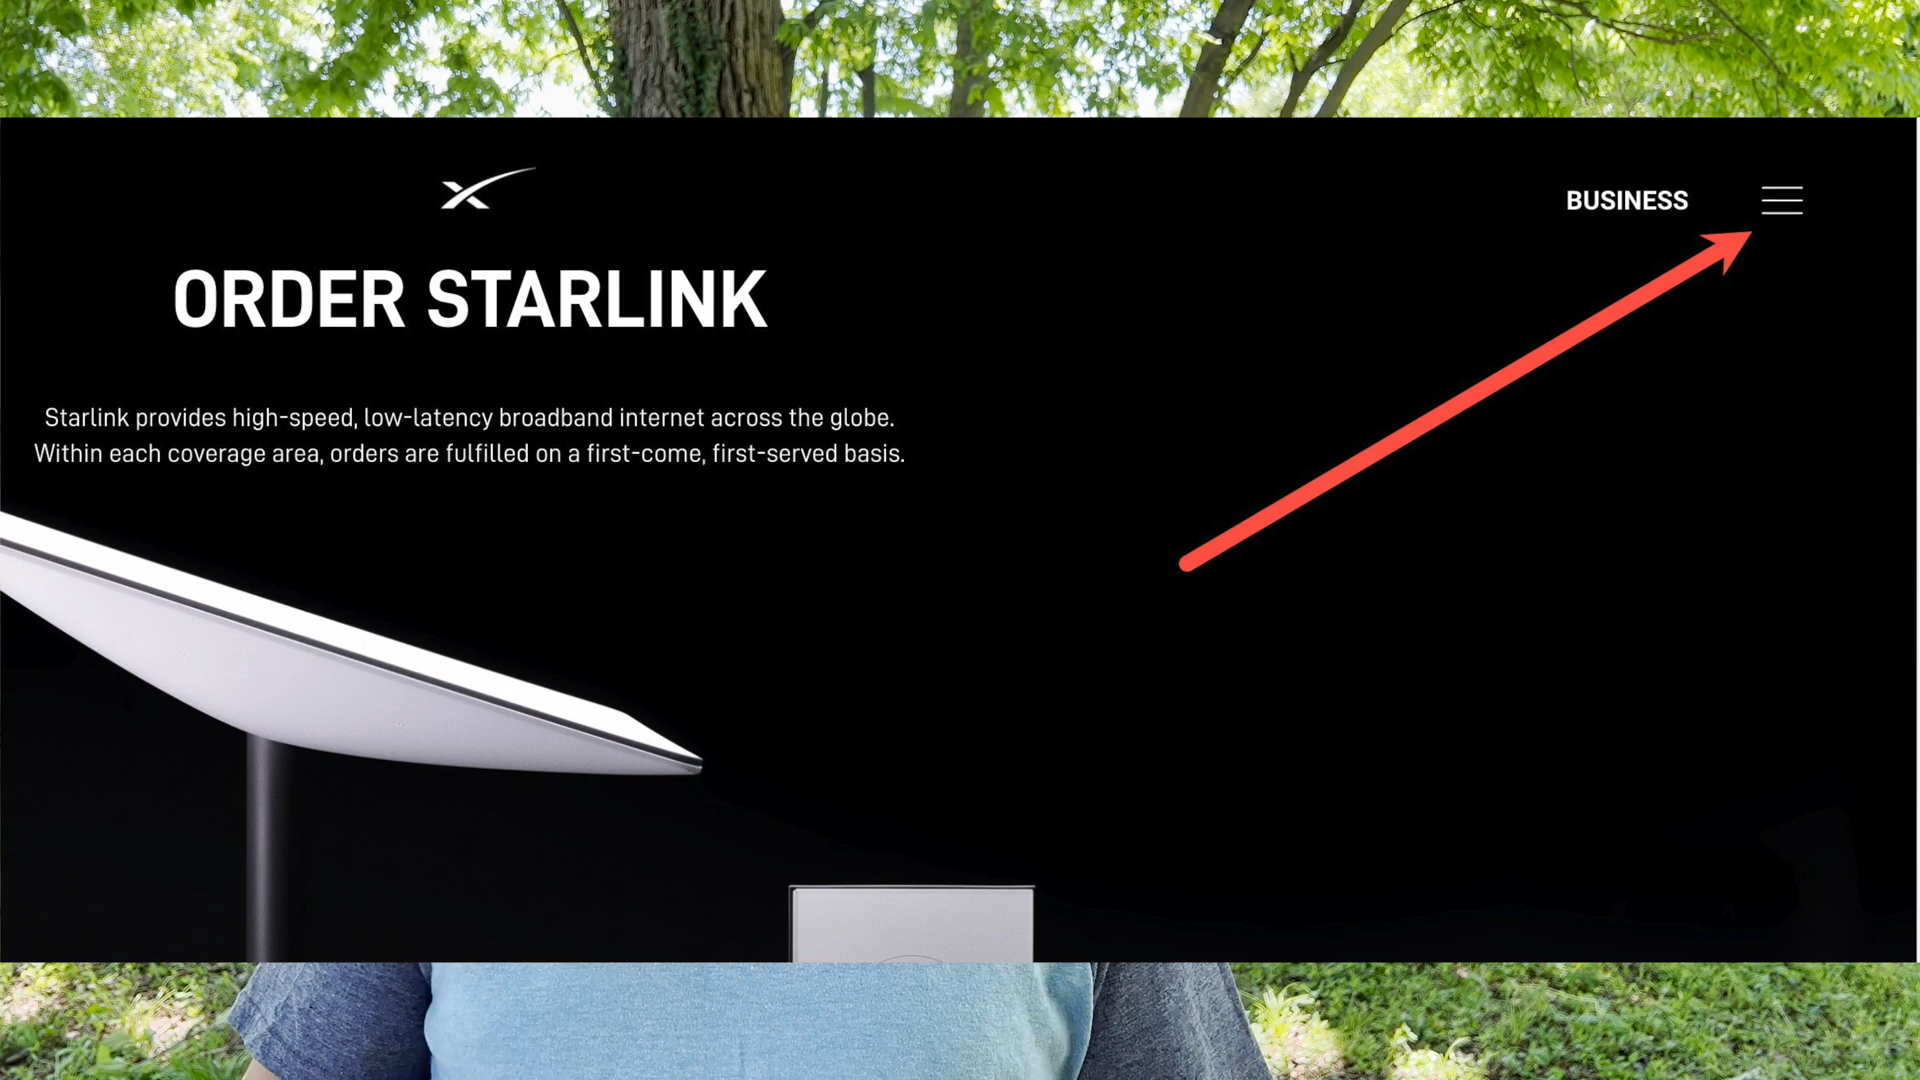 BUSINESS
ORDER STARLINK
Starlink provides high-speed, low-latency broadband internet across the globe.
Within each coverage area, orders are fulfilled on a first-come, first-served basis.